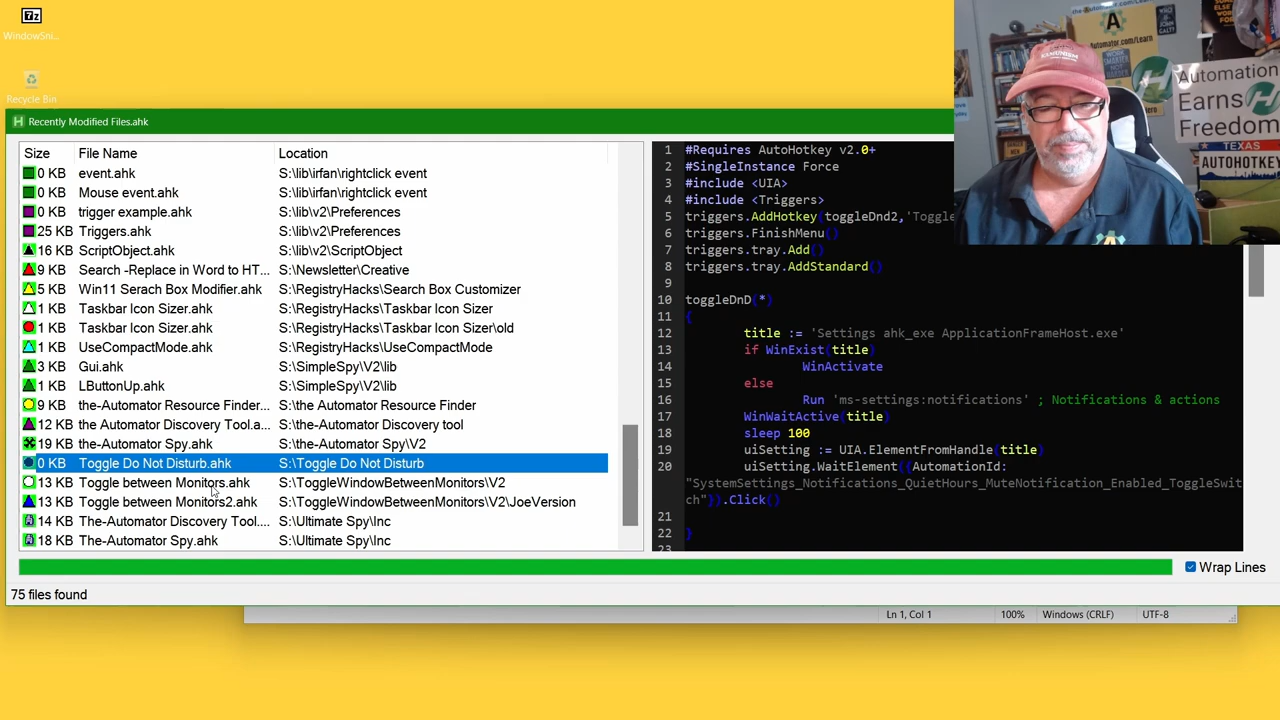 WindowSni...
Recycle Bin
the-Automator.com/Learn
Automation
Earns
Freedom
TEXAS
AUTOHOTKEY
Recently Modified Files.ahk
Size File Name Location
0 KB event.ahk S:\lib\irfan\rightclick event
0 KB Mouse event.ahk S:\lib\irfan\rightclick event
0 KB trigger example.ahk S:\lib\v2\Preferences
25 KB Triggers.ahk S:\lib\v2\Preferences
16 KB ScriptObject.ahk S:\lib\v2\ScriptObject
9 KB Search -Replace in Word to HT... S:\Newsletter\Creative
5 KB Win11 Serach Box Modifier.ahk S:\RegistryHacks\Search Box Customizer
1 KB Taskbar Icon Sizer.ahk S:\RegistryHacks\Taskbar Icon Sizer
1 KB Taskbar Icon Sizer.ahk S:\RegistryHacks\Taskbar Icon Sizer\old
1 KB UseCompactMode.ahk S:\RegistryHacks\UseCompactMode
3 KB Gui.ahk S:\SimpleSpy\V2\lib
1 KB LButtonUp.ahk S:\SimpleSpy\V2\lib
9 KB the-Automator Resource Finder... S:\the Automator Resource Finder
12 KB the Automator Discovery Tool.a... S:\the-Automator Discovery tool
19 KB the-Automator Spy.ahk S:\the-Automator Spy\V2
0 KB Toggle Do Not Disturb.ahk S:\Toggle Do Not Disturb
13 KB Toggle between Monitors.ahk S:\ToggleWindowBetweenMonitors\V2
13 KB Toggle between Monitors2.ahk S:\ToggleWindowBetweenMonitors\V2\JoeVersion
14 KB The-Automator Discovery Tool.... S:\Ultimate Spy\Inc
18 KB The-Automator Spy.ahk S:\Ultimate Spy\Inc
1 #Requires AutoHotkey v2.0+
2 #SingleInstance Force
3 #include <UIA>
4 #include <Triggers>
5 triggers.AddHotkey(toggleDnd2,'Toggl
6 triggers.FinishMenu()
7 triggers.tray.Add()
8 triggers.tray.AddStandard()
9
10 toggleDnD(*)
11 {
12 title := 'Settings ahk_exe ApplicationFrameHost.exe'
13 if WinExist(title)
14 WinActivate
15 else
16 Run 'ms-settings:notifications' ; Notifications & actions
17 WinWaitActive(title)
18 sleep 100
19 uiSetting := UIA.ElementFromHandle(title)
20 uiSetting.WaitElement({AutomationId:
"SystemSettings_Notifications_QuietHours_MuteNotification_Enabled_ToggleSwit
ch"}).Click()
21
22 }
23
Wrap Lines
75 files found
Ln 1, Col 1 100% Windows (CRLF) UTF-8